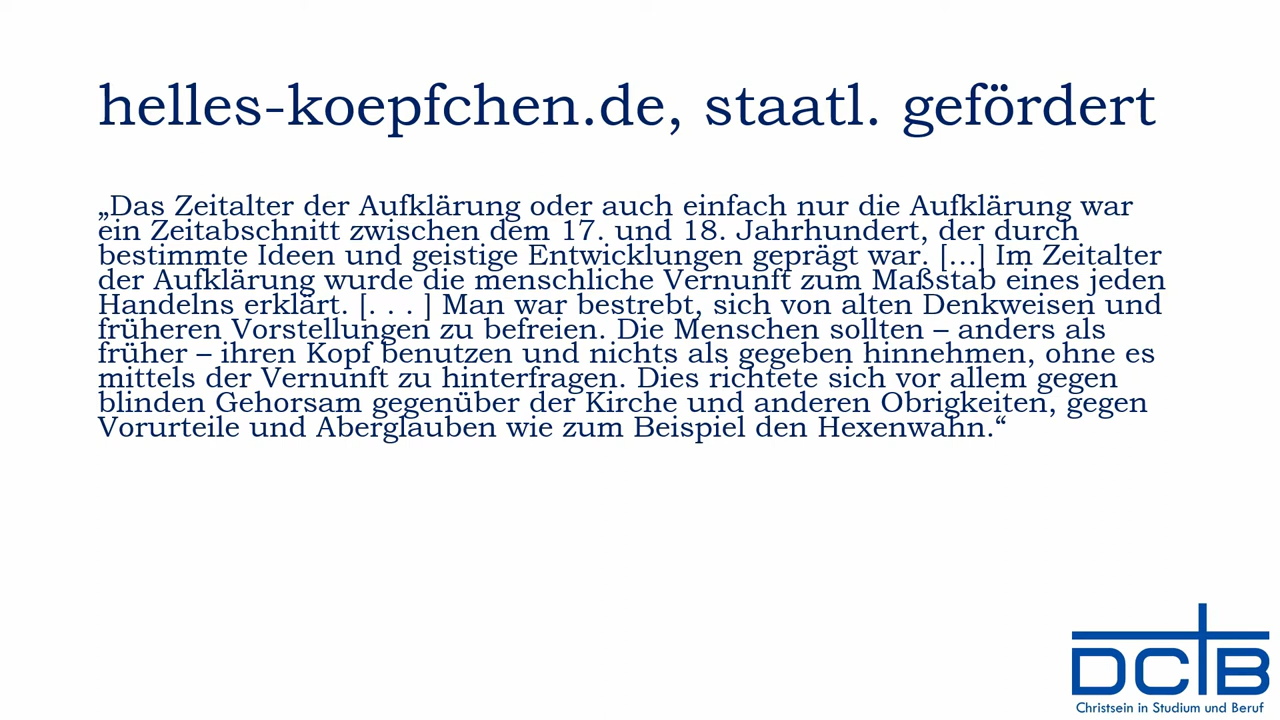 helles-koepfchen.de, staatl. gefördert
„Das Zeitalter der Aufklärung oder auch einfach nur die Aufklärung war
ein Zeitabschnitt zwischen dem 17. und 18. Jahrhundert, der durch
bestimmte Ideen und geistige Entwicklungen geprägt war. […] Im Zeitalter
der Aufklärung wurde die menschliche Vernunft zum Maßstab eines jeden
Handelns erklärt. [. . . ] Man war bestrebt, sich von alten Denkweisen und
früheren Vorstellungen zu befreien. Die Menschen sollten – anders als
früher – ihren Kopf benutzen und nichts als gegeben hinnehmen, ohne es
mittels der Vernunft zu hinterfragen. Dies richtete sich vor allem gegen
blinden Gehorsam gegenüber der Kirche und anderen Obrigkeiten, gegen
Vorurteile und Aberglauben wie zum Beispiel den Hexenwahn.“
DCTB
Christsein in Studium und Beruf